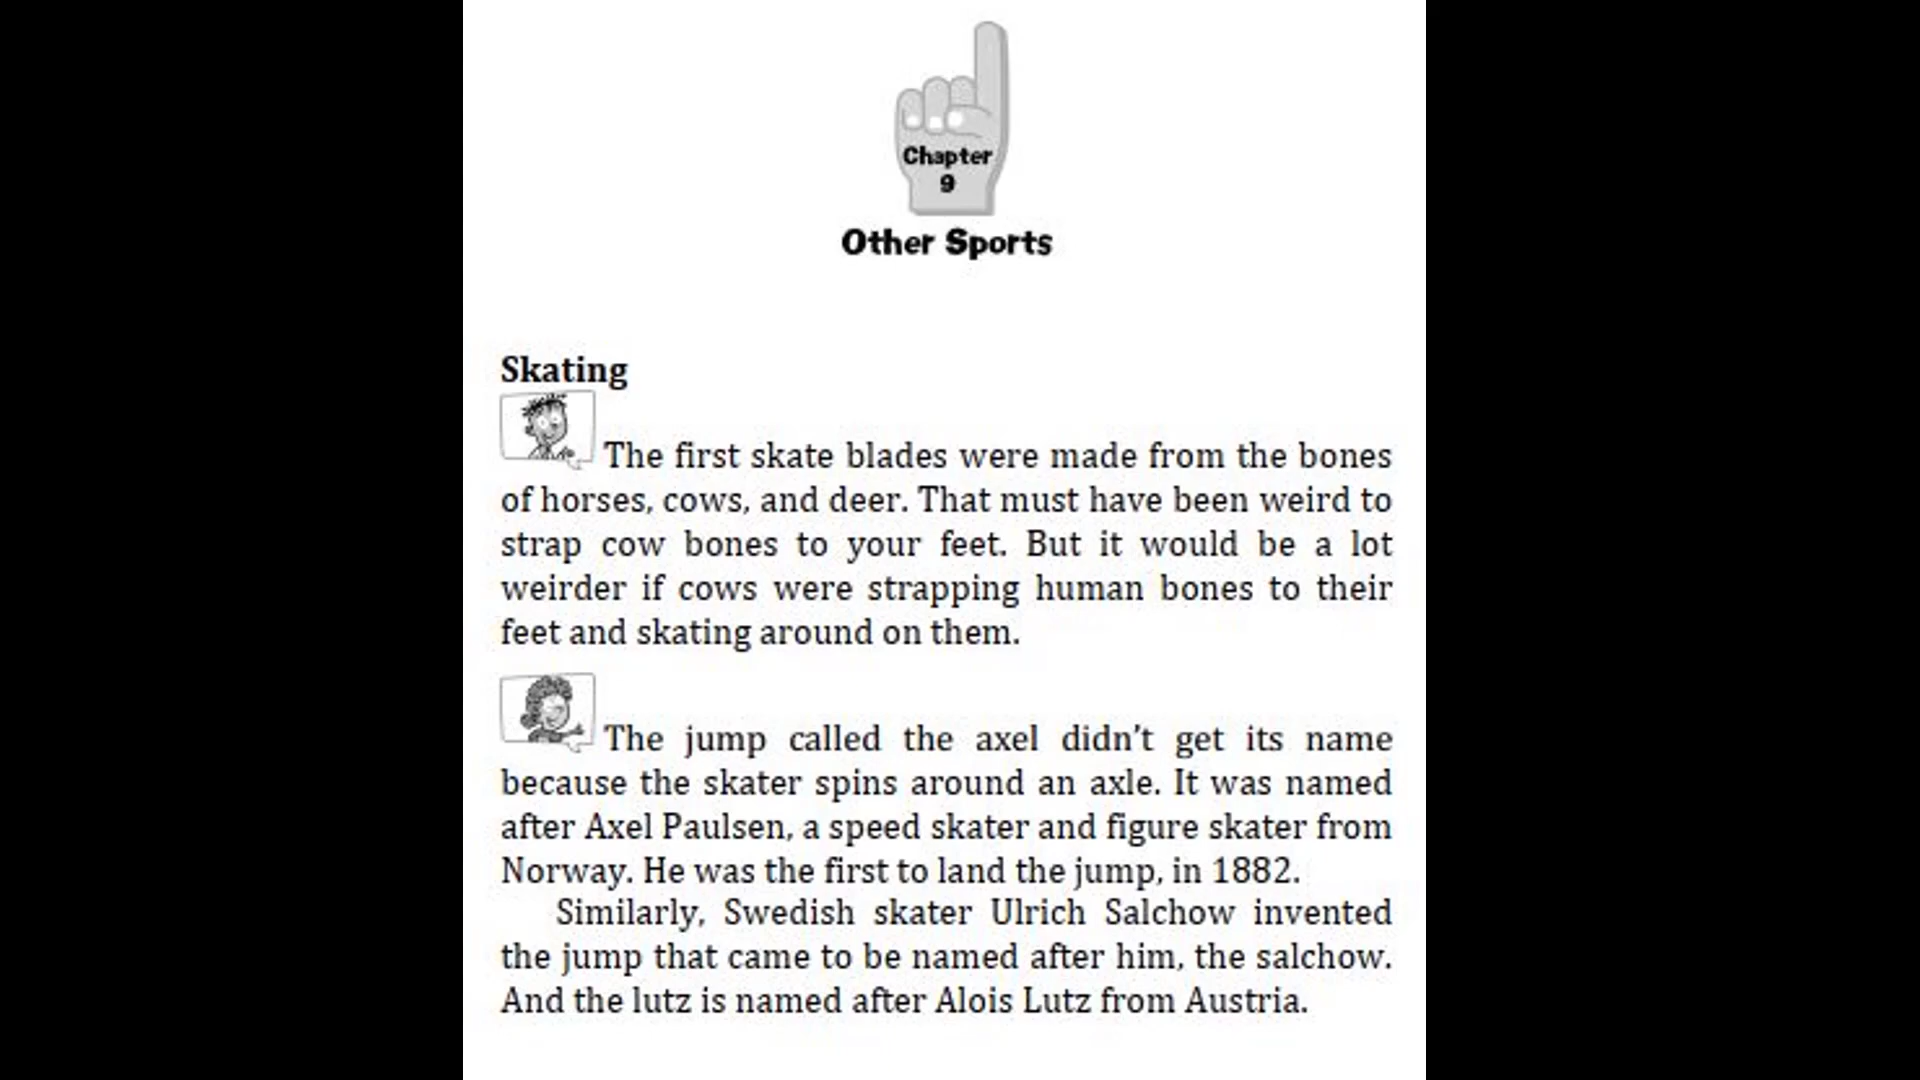 Chapter
9
Other Sports
Skating
The first skate blades were made from the bones
of horses, cows, and deer. That must have been weird to
strap cow bones to your feet. But it would be a lot
weirder if cows were strapping human bones to their
feet and skating around on them.
The jump called the axel didn’t get its name
because the skater spins around an axle. It was named
after Axel Paulsen, a speed skater and figure skater from
Norway. He was the first to land the jump, in 1882.
Similarly, Swedish skater Ulrich Salchow invented
the jump that came to be named after him, the salchow.
And the lutz is named after Alois Lutz from Austria.